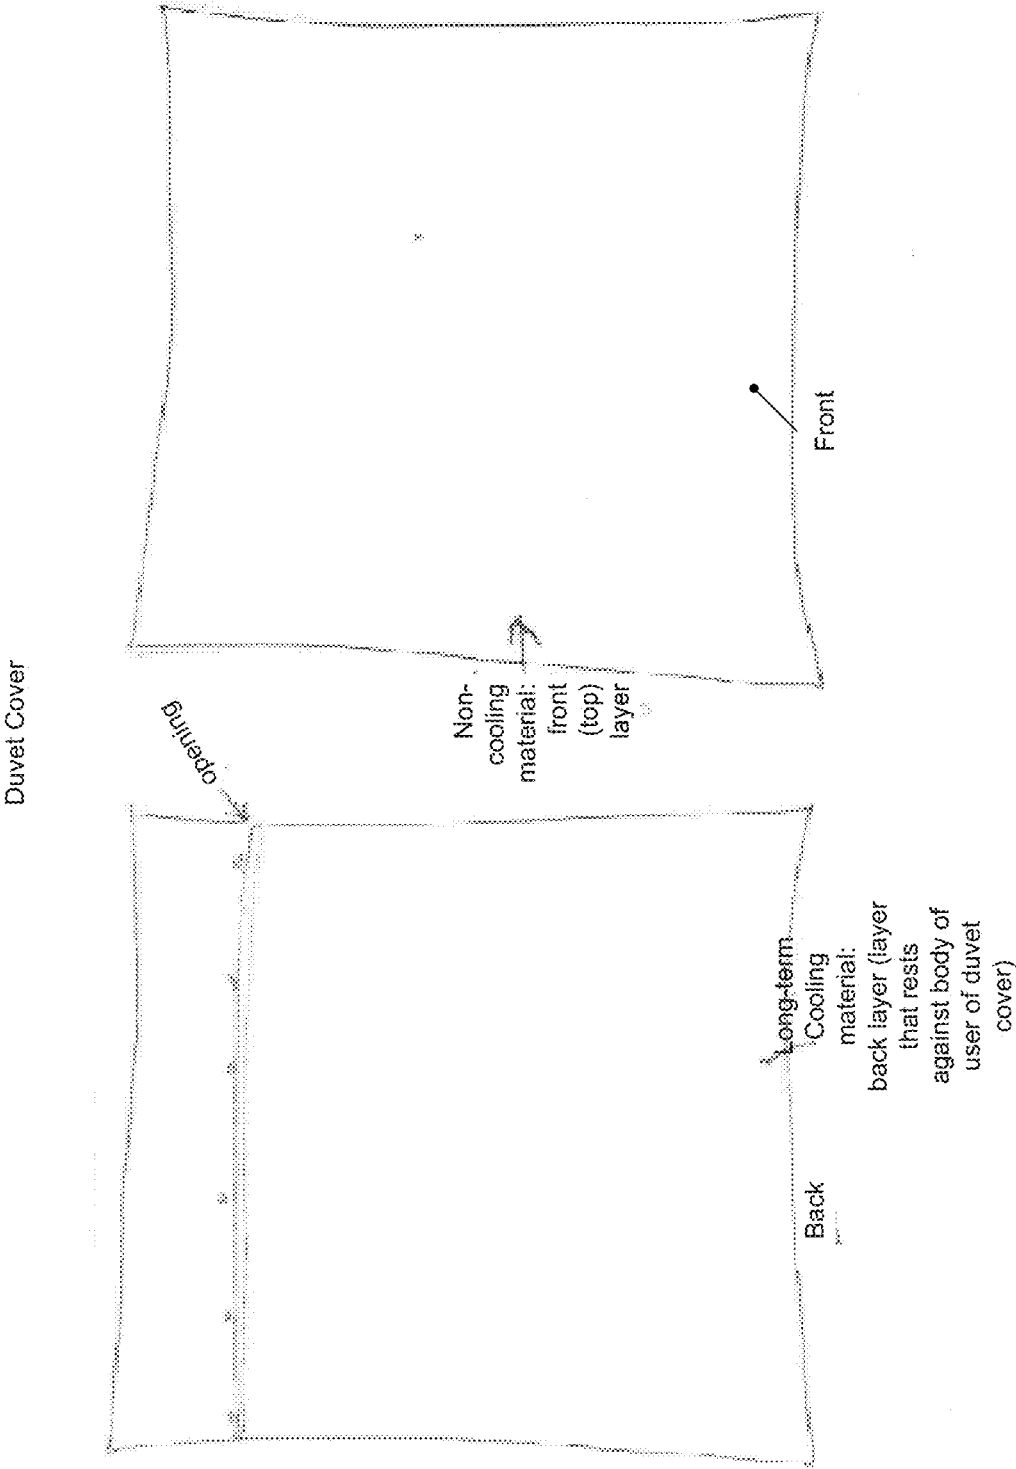 Duvet Cover
opening
Non-
cooling
material:
front
(top)
layer
Front
Long-term
Cooling
material:
back layer (layer
that rests
against body of
user of duvet
cover)
Back